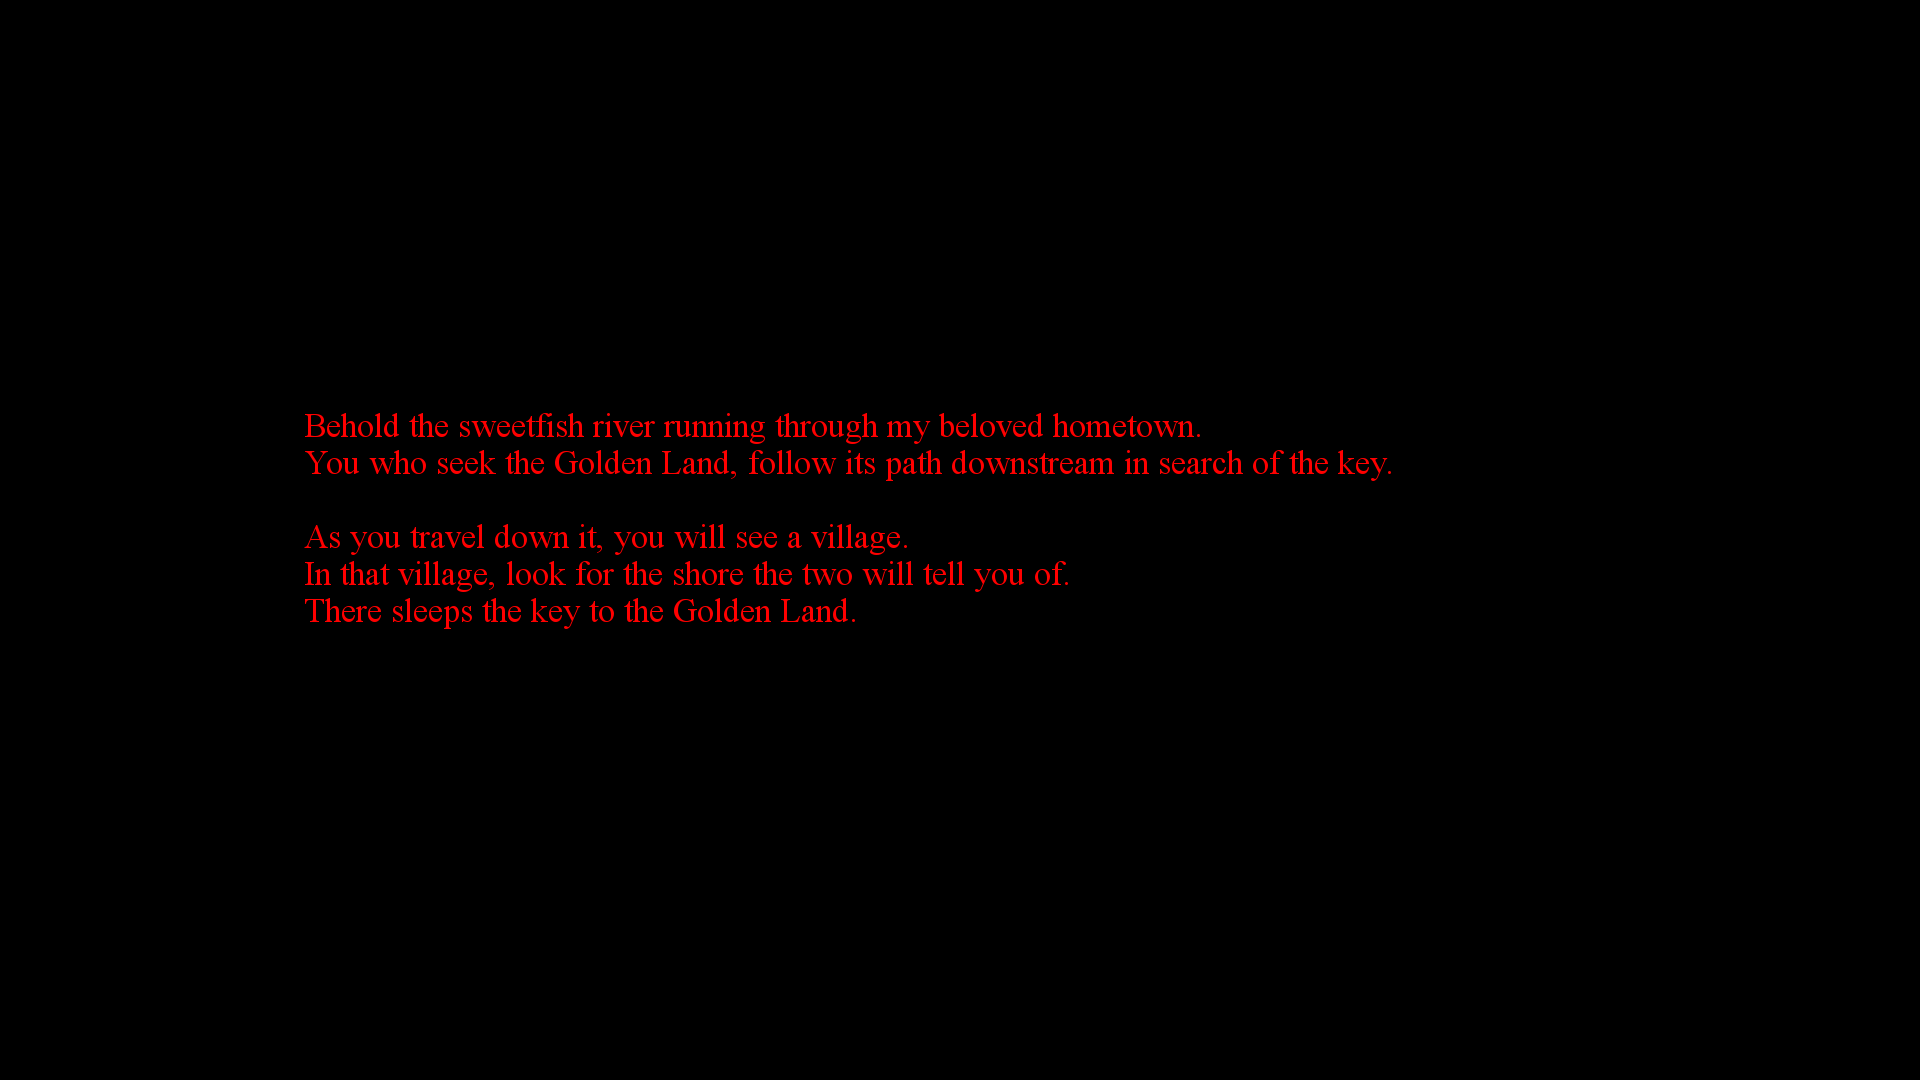 Behold the sweetfish river running through my beloved hometown.
You who seek the Golden Land, follow its path downstream in search of the key.
As you travel down it, you will see a village.
In that village, look for the shore the two will tell you of.
There sleeps the key to the Golden Land.